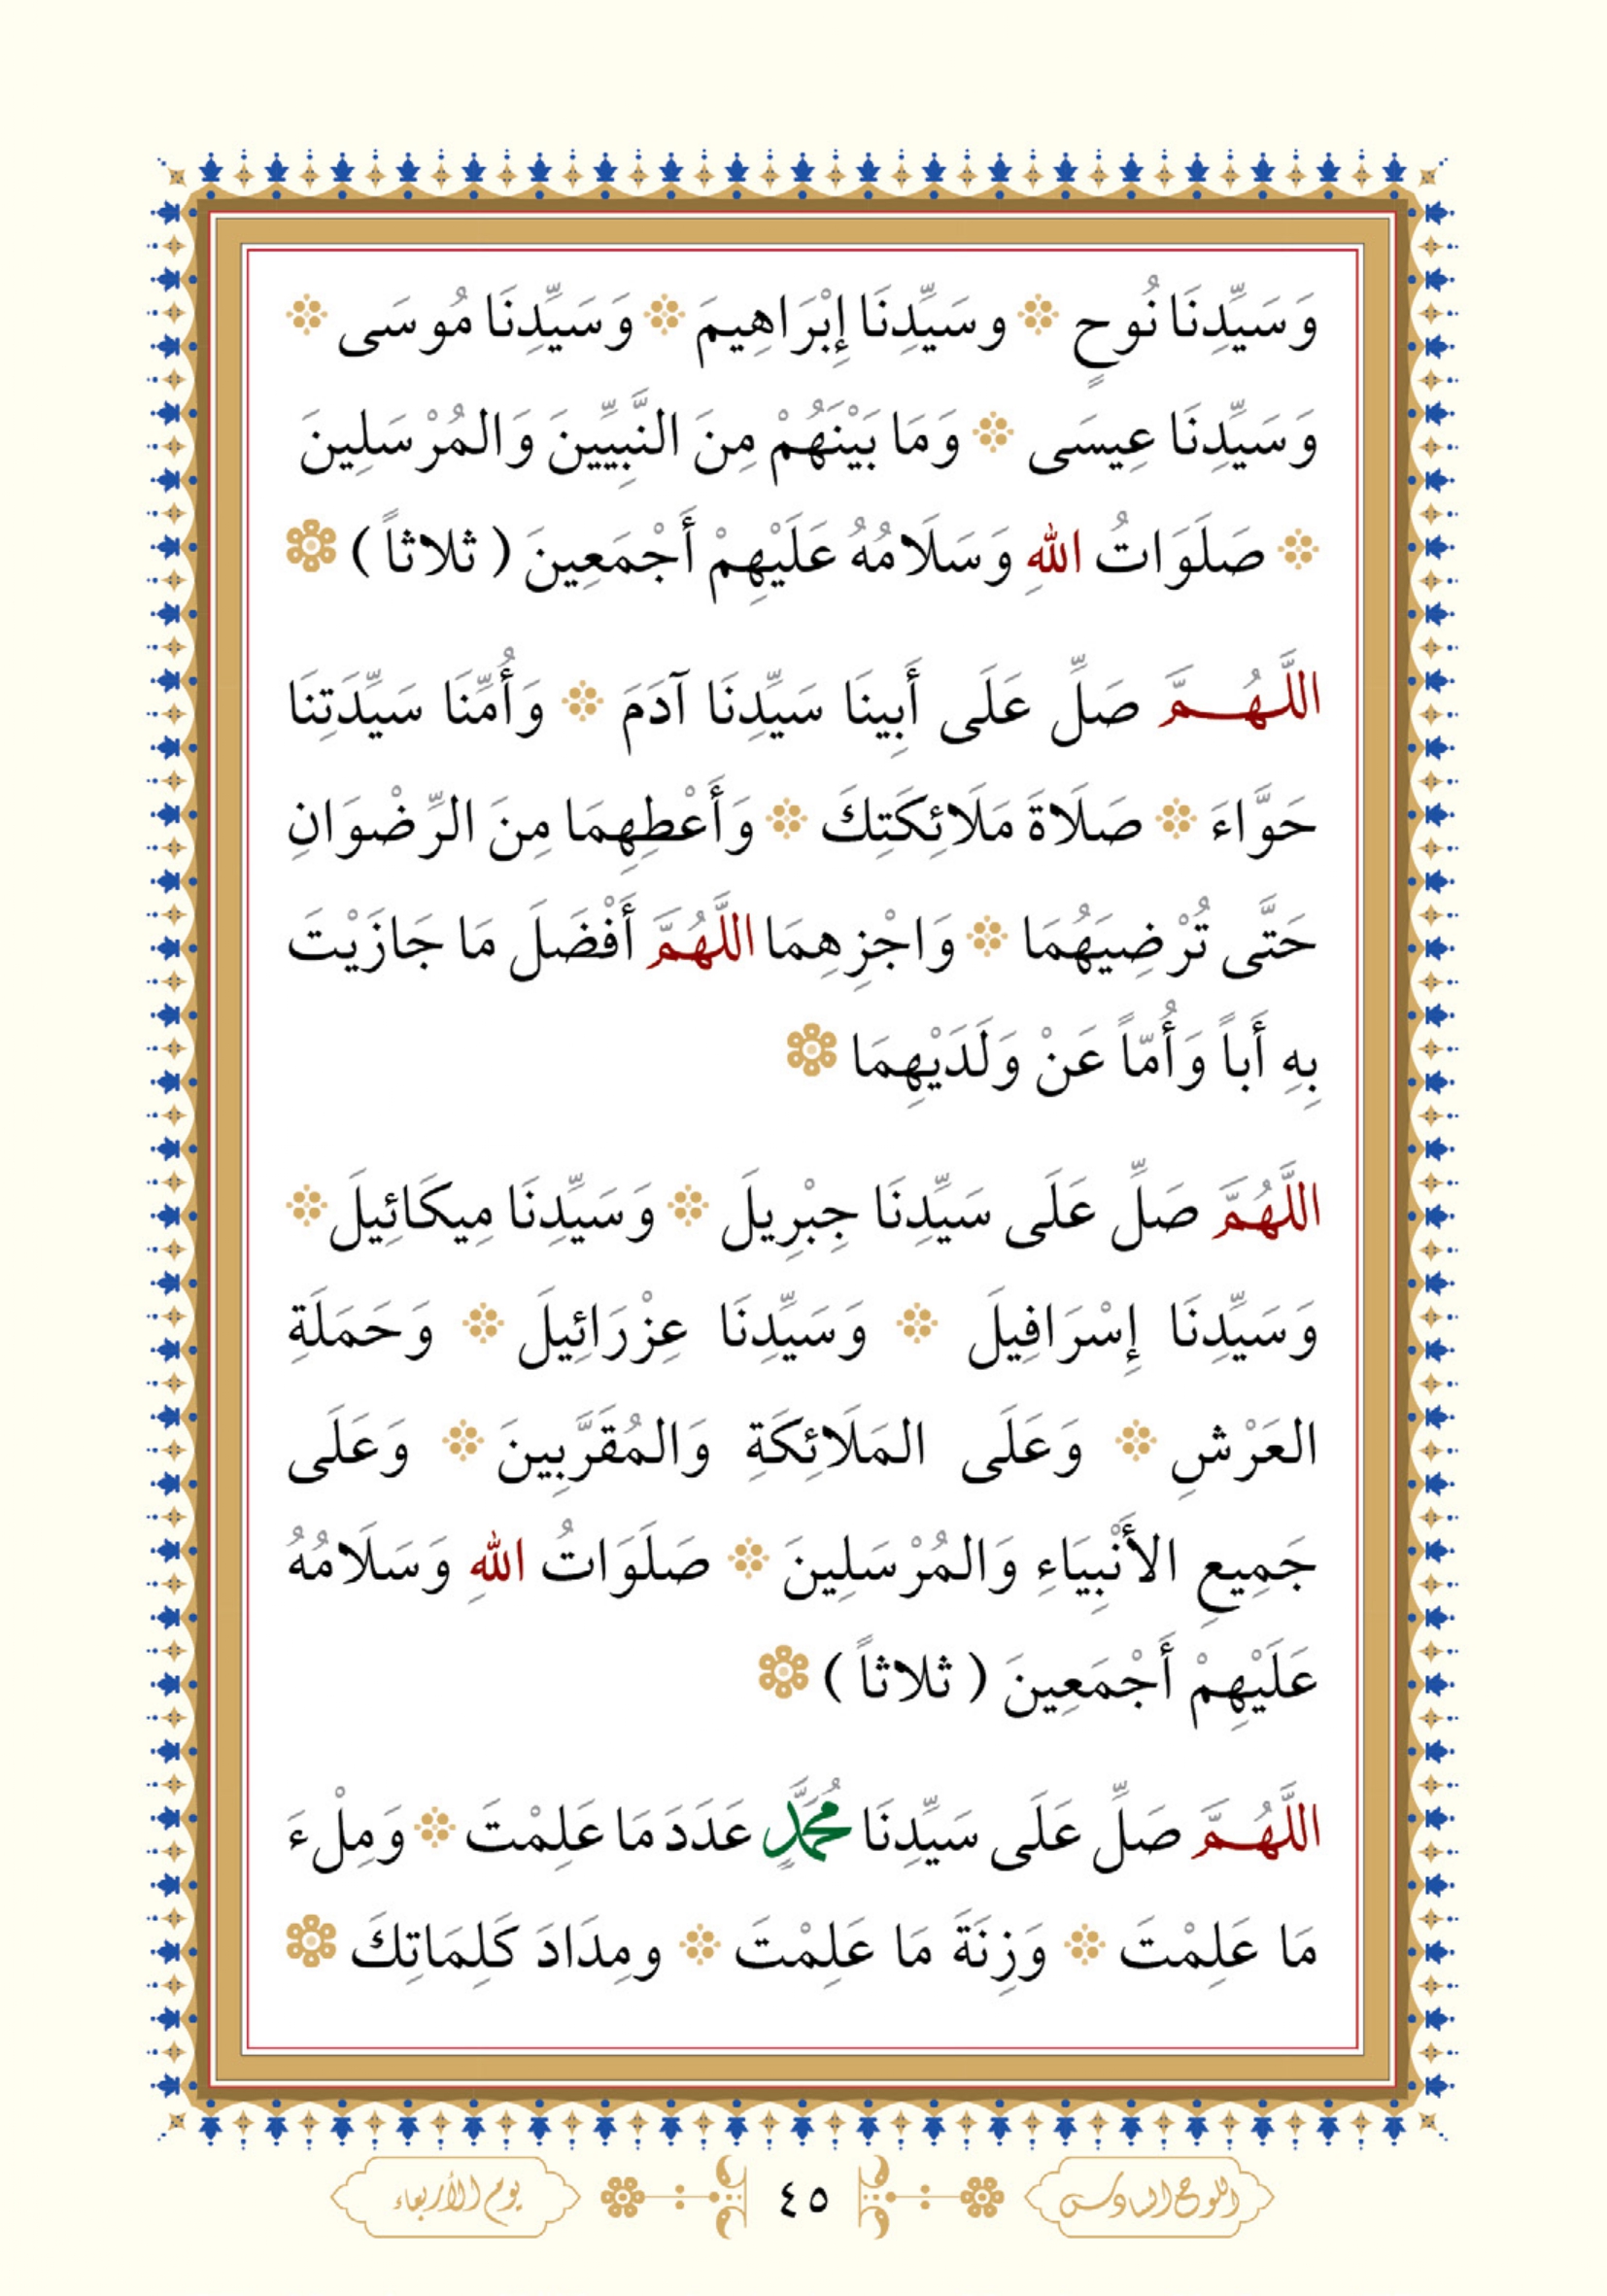 وَسَيِّدِنَا نُوحٍ ۞ وسَيِّدِنَا إِبْرَاهِيمَ ۞ وَسَيِّدِنَا مُوسَى ۞
وَسَيِّدِنَا عِيسَى ۞ وَمَا بَيْنَهُمْ مِنَ النَّبِيِّينَ وَالمُرْسَلِينَ
۞ صَلَوَاتُ اللهِ وَسَلَامُهُ عَلَيْهِمْ أَجْمَعِينَ ( ثلاثاً ) ۞
اللَّهُمَّ صَلِّ عَلَى أَبِينَا سَيِّدِنَا آدَمَ ۞ وَأُمِّنَا سَيِّدَتِنَا
حَوَّاءَ ۞ صَلَاةَ مَلَائِكَتِكَ ۞ وَأَعْطِهِمَا مِنَ الرِّضْوَانِ
حَتَّى تُرْضِيَهُمَا ۞ وَاجْزِهِمَا اللَّهُمَّ أَفْضَلَ مَا جَازَيْتَ
بِهِ أَباً وَأُمّاً عَنْ وَلَدَيْهِمَا ۞
اللَّهُمَّ صَلِّ عَلَى سَيِّدِنَا جِبْرِيلَ ۞ وَسَيِّدِنَا مِيكَائِيلَ ۞
وَسَيِّدِنَا إِسْرَافِيلَ ۞ وَسَيِّدِنَا عِزْرَائِيلَ ۞ وَحَمَلَةِ
العَرْشِ ۞ وَعَلَى المَلَائِكَةِ وَالمُقَرَّبِينَ ۞ وَعَلَى
جَمِيعِ الأَنْبِيَاءِ وَالمُرْسَلِينَ ۞ صَلَوَاتُ اللهِ وَسَلَامُهُ
عَلَيْهِمْ أَجْمَعِينَ ( ثلاثاً ) ۞
اللَّهُمَّ صَلِّ عَلَى سَيِّدِنَا مُحَمَّدٍ عَدَدَ مَا عَلِمْتَ ۞ وَمِلْءَ
مَا عَلِمْتَ ۞ وَزِنَةَ مَا عَلِمْتَ ۞ ومِدَادَ كَلِمَاتِكَ ۞
اللوح السادس ٤٥ يوم الأربعاء